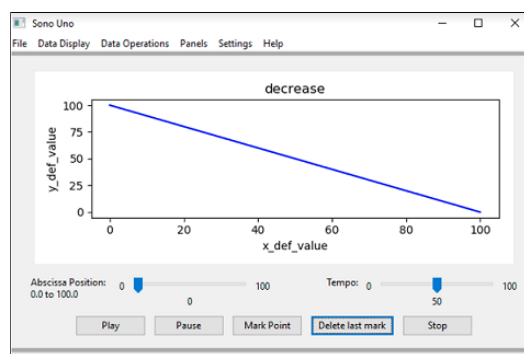 Sono Uno
File Data Display Data Operations Panels Settings Help
decrease
100
75
50
25
0
y_def_value
0 20 40 60 80 100
x_def_value
Abscissa Position: 0 100 Tempo: 0 100
0.0 to 100.0
0 50
Play Pause Mark Point Delete last mark Stop